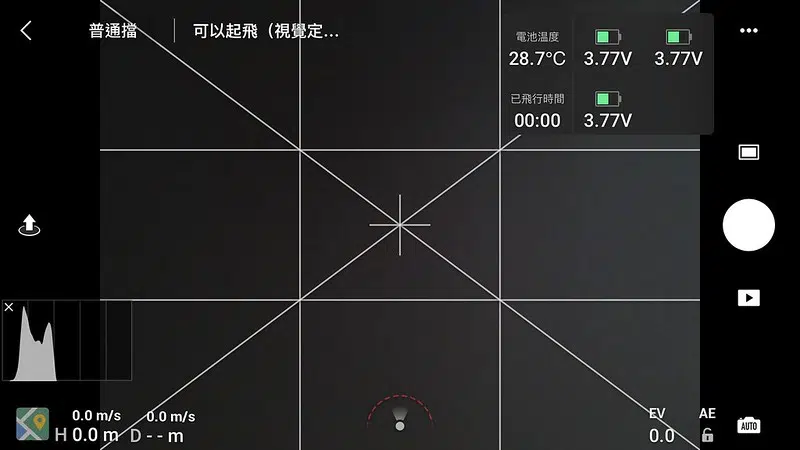 普通擋
可以起飛（視覺定...
電池溫度
28.7°C
3.77V
3.77V
已飛行時間
00:00
3.77V
0.0 m/s
0.0 m/s
H 0.0 m
D - - m
EV
0.0
AE
AUTO